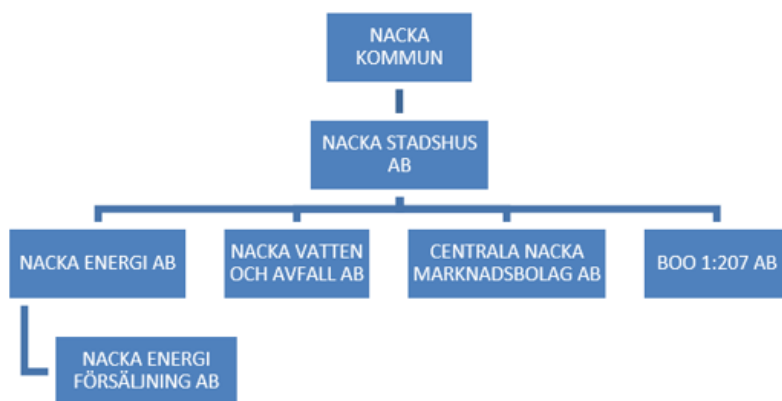 NACKA
KOMMUN
NACKA STADSHUS
AB
NACKA ENERGI AB
NACKA VATTEN
OCH AVFALL AB
CENTRALA NACKA
MARKNADSBOLAG AB
BOO 1:207 AB
NACKA ENERGI
FÖRSÄLJNING AB